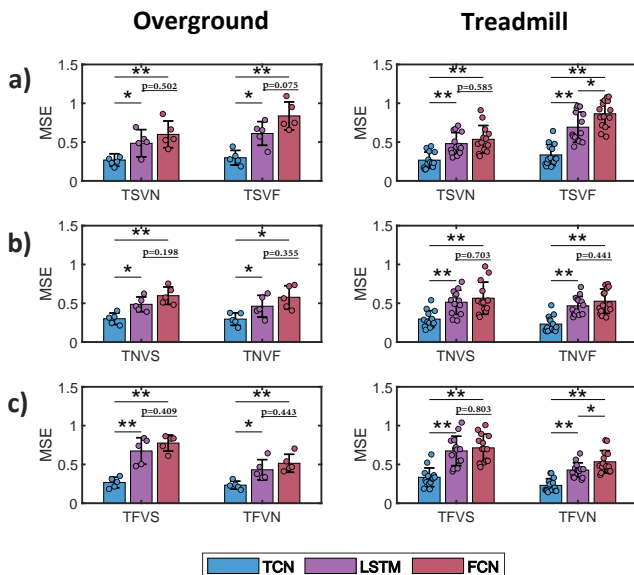 Overground Treadmill
a)
MSE
1.5
1
0.5
0
** 
* p=0.502
** 
* p=0.075
TSVN TSVF
MSE
1.5
1
0.5
0
** 
** p=0.585
** 
** *
TSVN TSVF
b)
MSE
1.5
1
0.5
0
** 
* p=0.198
* 
* p=0.355
TNVS TNVF
MSE
1.5
1
0.5
0
** 
** p=0.703
** 
** p=0.441
TNVS TNVF
c)
MSE
1.5
1
0.5
0
** 
** p=0.409
** 
* p=0.443
TFVS TFVN
MSE
1.5
1
0.5
0
** 
** p=0.803
** 
** *
TFVS TFVN
TCN LSTM FCN